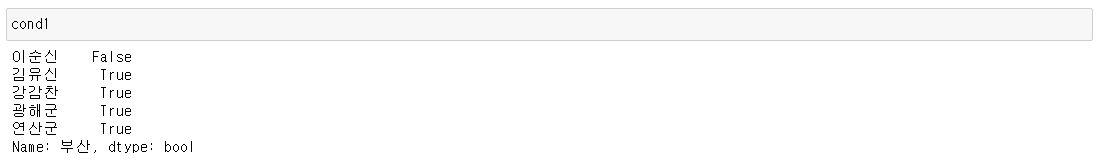 cond1
이순신    False
김유신     True
강감찬     True
광해군     True
연산군     True
Name: 부산, dtype: bool